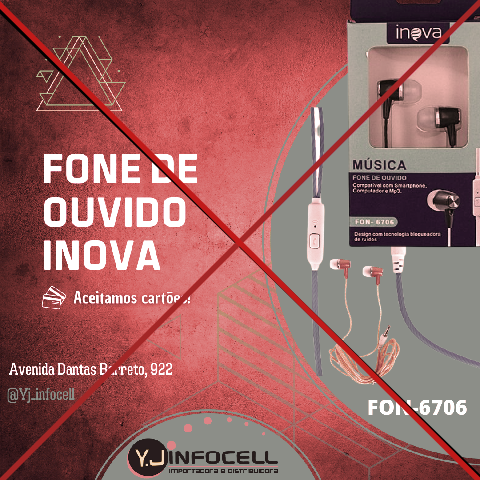 inova
MÚSICA
FONE DE OUVIDO
Compatível com Smartphone,
Computador e Mp3.
FON- 6706
Design com tecnologia bloqueadora
de ruídos
FONE DE
OUVIDO
INOVA
Aceitamos cartões!
Avenida Dantas Barreto, 922
@Yj_infocell
FON-6706
Y.J INFOCELL
IMPORTADORA E DISTRIBUIDORA